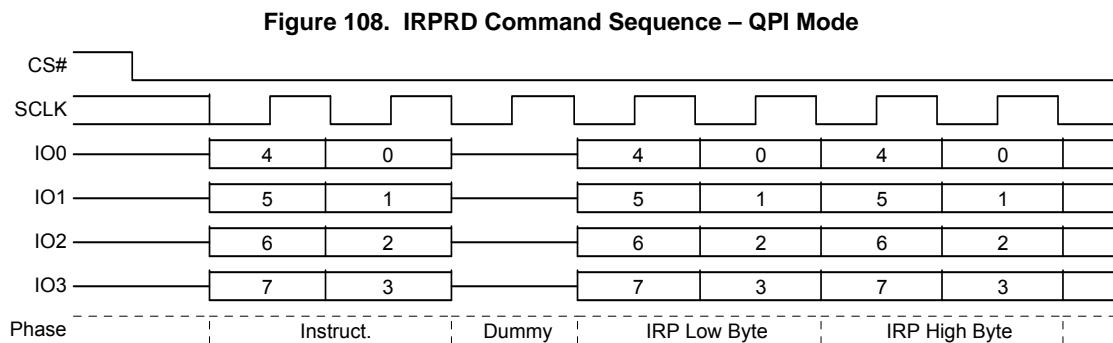 Figure 108. IRPRD Command Sequence – QPI Mode
CS#
SCLK
IO0 4 0 4 0 4 0
IO1 5 1 5 1 5 1
IO2 6 2 6 2 6 2
IO3 7 3 7 3 7 3
Phase Instruct. Dummy IRP Low Byte IRP High Byte